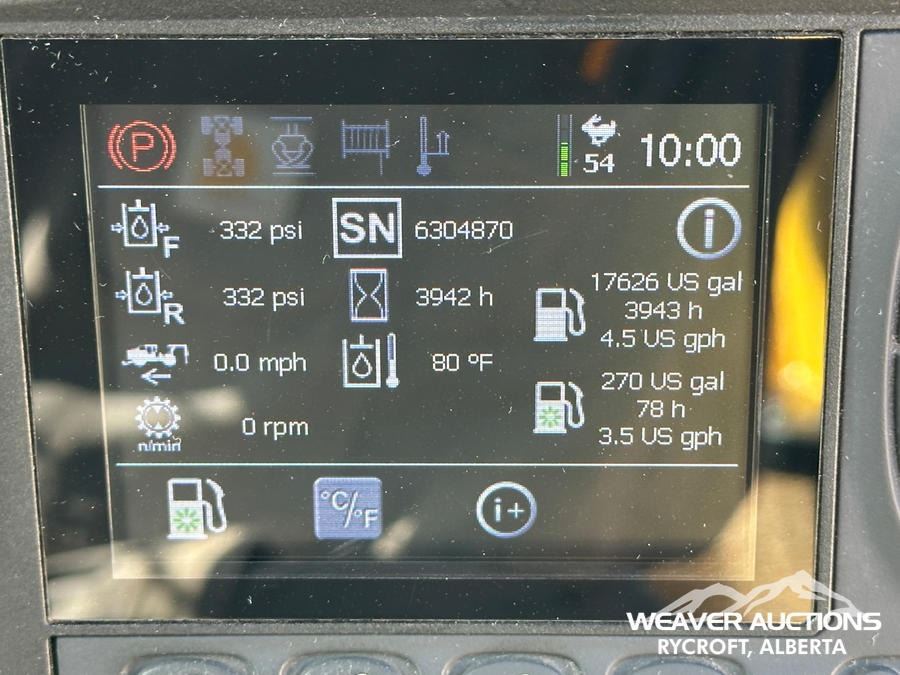 P
54
10:00
F 332 psi
SN 6304870
i
R 332 psi
3942 h
17626 US gal
3943 h
4.5 US gph
0.0 mph
80 °F
270 US gal
78 h
3.5 US gph
n/min
0 rpm
°C/°F
i+
WEAVER AUCTIONS
RYCROFT, ALBERTA